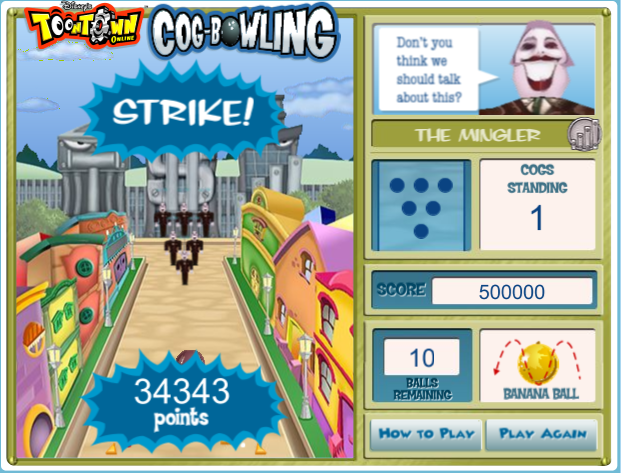 Disney's
TOONTOWN
ONLINE
COG-BOWLING
STRIKE!
34343
points
Don't you
think we
should talk
about this?
THE MINGLER
COGS
STANDING
1
SCORE 500000
10
BALLS
REMAINING
BANANA BALL
HOW TO PLAY PLAY AGAIN